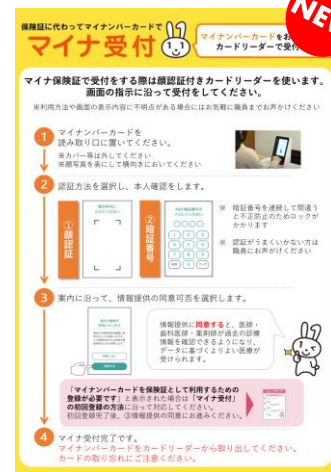 NEW
保険証に代わってマイナンバーカードで
マイナ受付
マイナンバーカードをお
カードリーダーで受付
マイナ保険証で受付をする際は顔認証付きカードリーダーを使います。
画面の指示に沿って受付をしてください。
※利用方法や画面の表示内容に不明点がある場合にはお気軽に職員までお声かけください
1
マイナンバーカードを
読み取り口に置いてください。
※カバー等は外してください
※顔写真を表にして横向きにおいてください
2
認証方法を選択し、本人確認をします。
①顔認証
②暗証番号
※ 暗証番号を連続して間違う
と不正防止のためロックが
かかります
※ 認証がうまくいかない方は
職員にお声がけください
3
案内に沿って、情報提供の同意可否を選択します。
情報提供に同意すると、医師・
歯科医師・薬剤師が過去の診療
情報を確認できるようになり、
データに基づくよりよい医療が
受けられます。
「マイナンバーカードを保険証として利用するための
登録が必要です」と表示された場合は「マイナ受付」
の初回登録の方法に沿って対応してください。
初回登録完了後、③情報提供の同意にお進みください。
4
マイナ受付完了です。
マイナンバーカードをカードリーダーから取り出してください。
カードの取り忘れにご注意ください。